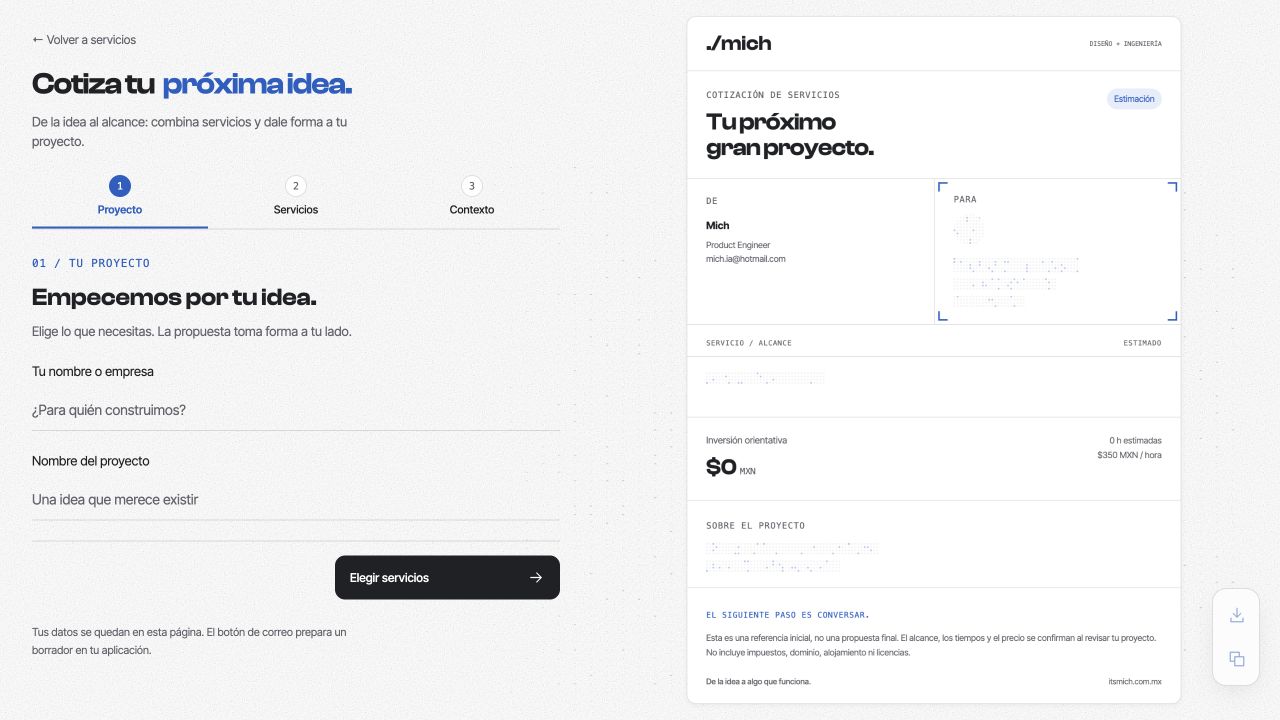 ← Volver a servicios
Cotiza tu próxima idea.
De la idea al alcance: combina servicios y dale forma a tu
proyecto.
1
Proyecto
2
Servicios
3
Contexto
01 / TU PROYECTO
Empecemos por tu idea.
Elige lo que necesitas. La propuesta toma forma a tu lado.
Tu nombre o empresa
¿Para quién construimos?
Nombre del proyecto
Una idea que merece existir
Elegir servicios →
Tus datos se quedan en esta página. El botón de correo prepara un
borrador en tu aplicación.
./mich
DISEÑO + INGENIERÍA
COTIZACIÓN DE SERVICIOS
Estimación
Tu próximo
gran proyecto.
DE
Mich
Product Engineer
mich.ia@hotmail.com
PARA
SERVICIO / ALCANCE
ESTIMADO
Inversión orientativa
$0 MXN
0 h estimadas
$350 MXN / hora
SOBRE EL PROYECTO
EL SIGUIENTE PASO ES CONVERSAR.
Esta es una referencia inicial, no una propuesta final. El alcance, los tiempos y el precio se confirman al revisar tu proyecto.
No incluye impuestos, dominio, alojamiento ni licencias.
De la idea a algo que funciona.
itsmich.com.mx